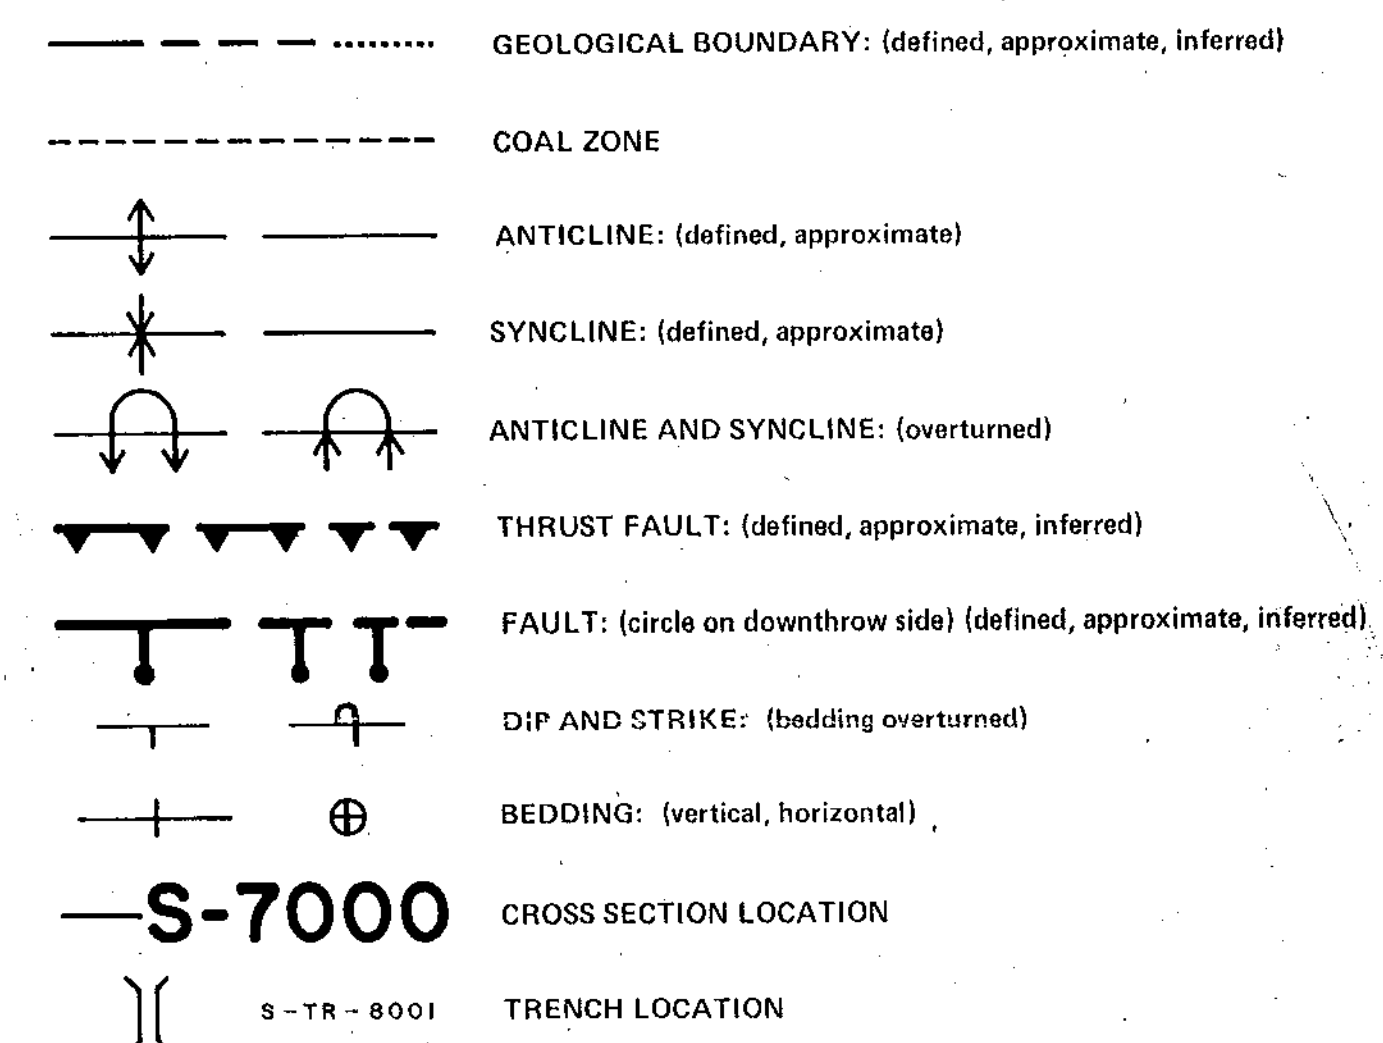 GEOLOGICAL BOUNDARY: (defined, approximate, inferred)
COAL ZONE
ANTICLINE: (defined, approximate)
SYNCLINE: (defined, approximate)
ANTICLINE AND SYNCLINE: (overturned)
THRUST FAULT: (defined, approximate, inferred)
FAULT: (circle on downthrow side) (defined, approximate, inferred)
DIP AND STRIKE: (bedding overturned)
BEDDING: (vertical, horizontal)
S-7000 CROSS SECTION LOCATION
S-TR-8001 TRENCH LOCATION